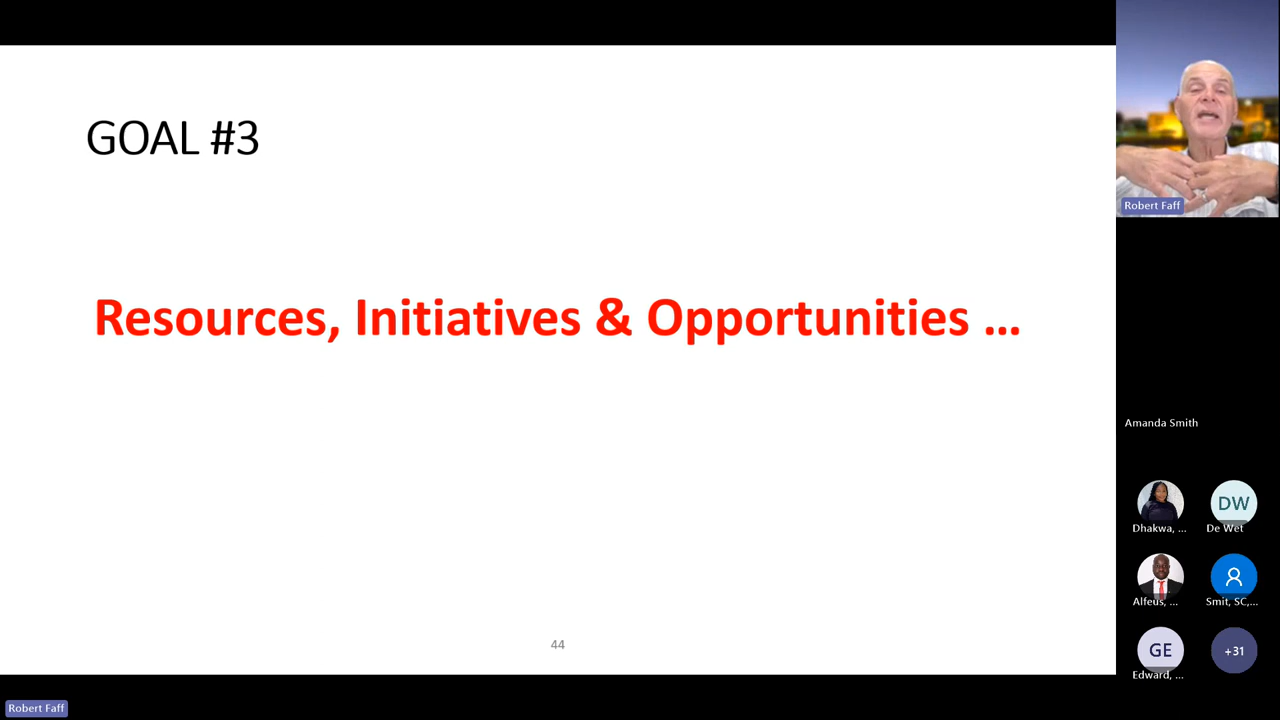 GOAL #3
Resources, Initiatives & Opportunities ...
44
Robert Faff
Amanda Smith
Dhakwa, ...
DW
De Wet
Alfeus, ...
Smit, SC,...
GE
Edward, ...
+31
Robert Faff